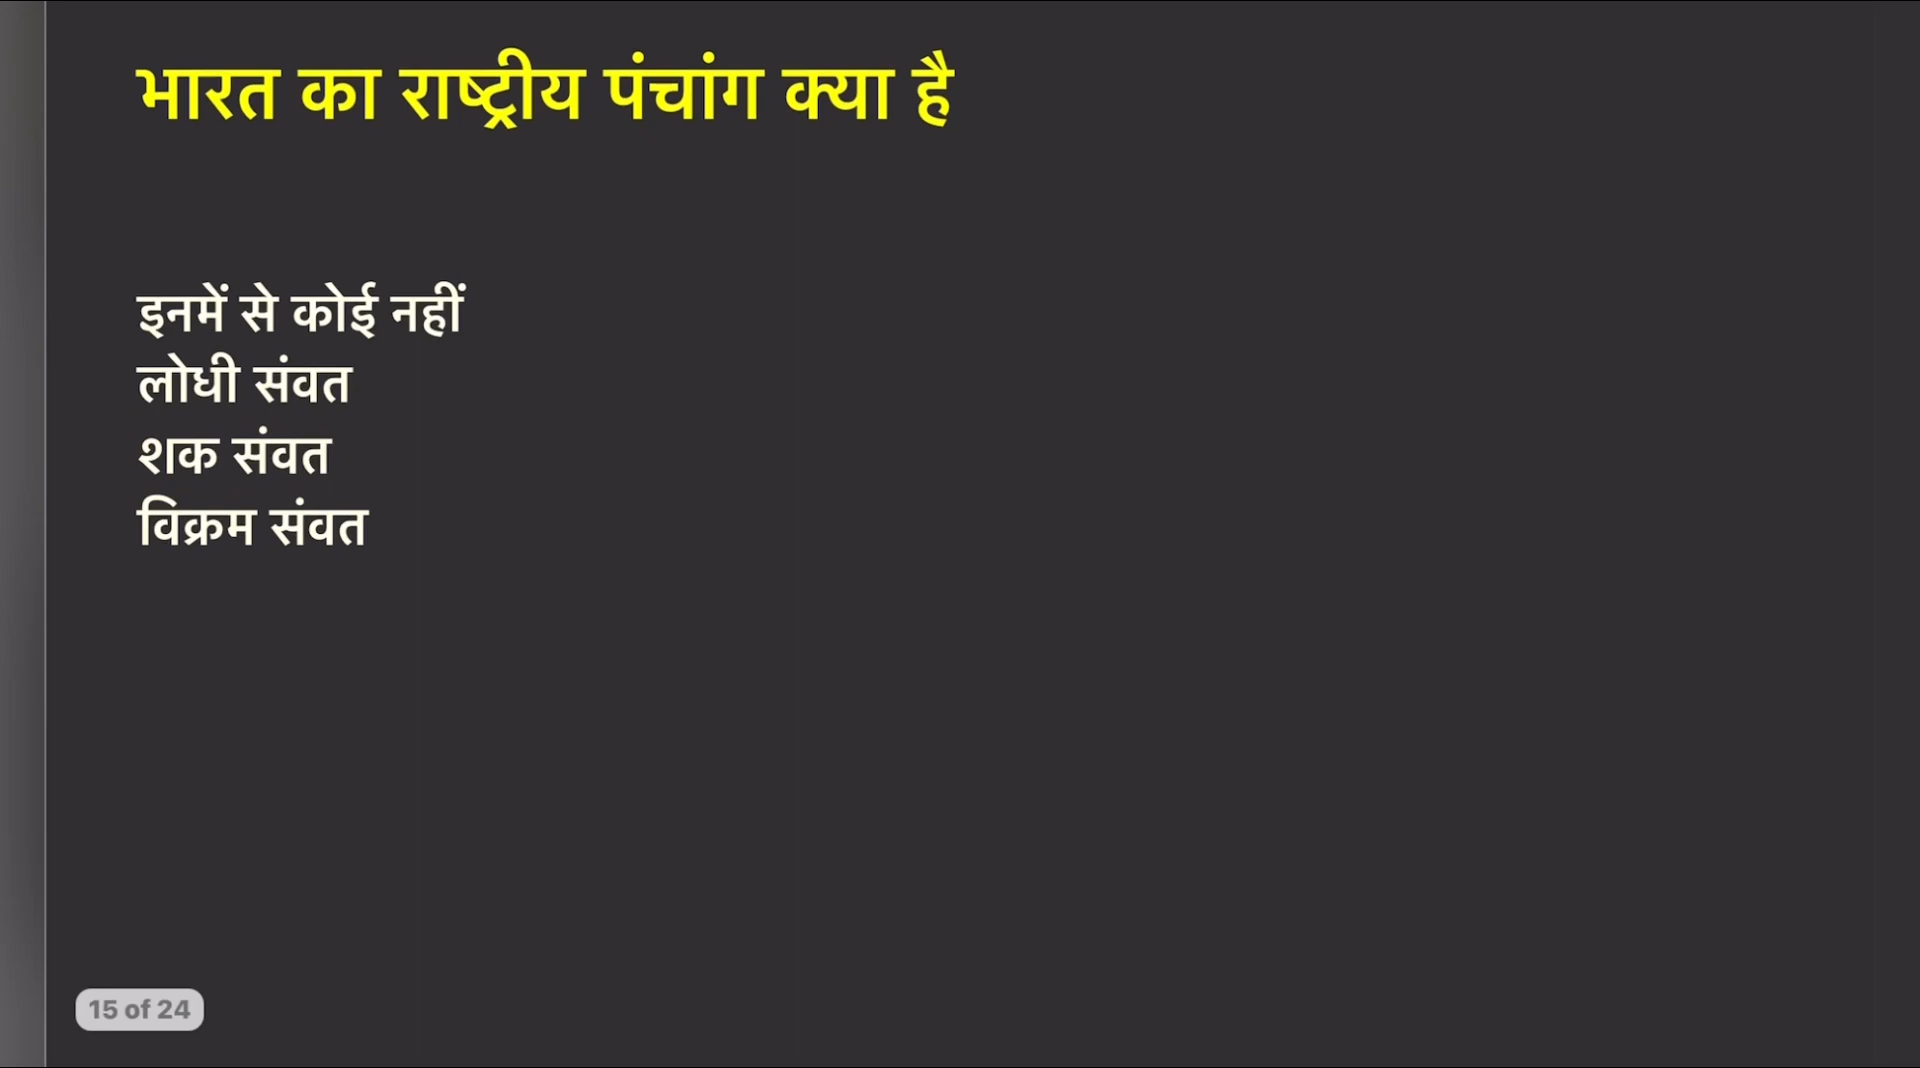 भारत का राष्ट्रीय पंचांग क्या है
इनमें से कोई नहीं
लोधी संवत
शक संवत
विक्रम संवत
15 of 24